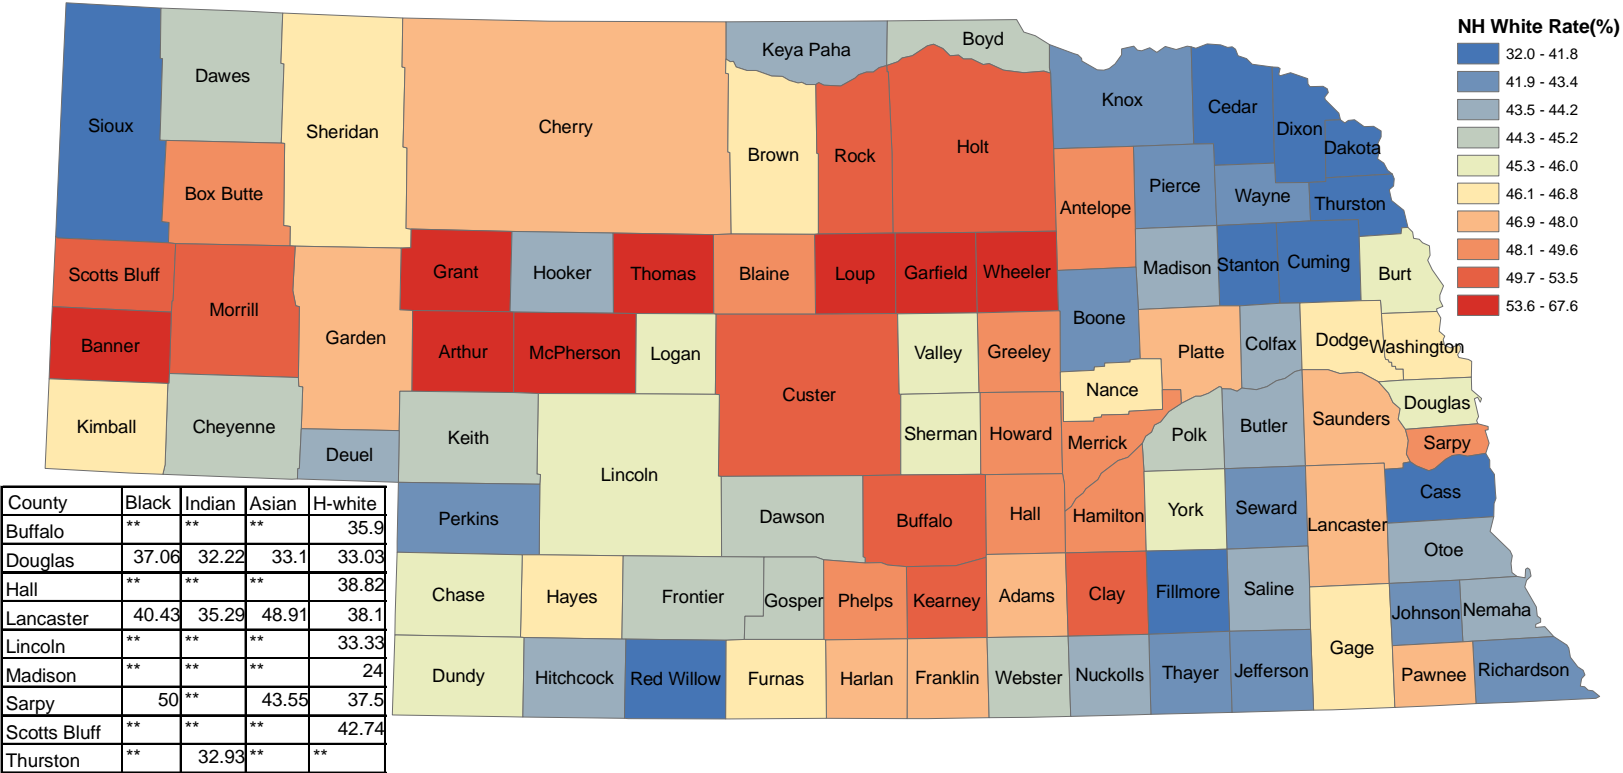 NH White Rate(%)
32.0 - 41.8
41.9 - 43.4
43.5 - 44.2
44.3 - 45.2
45.3 - 46.0
46.1 - 46.8
46.9 - 48.0
48.1 - 49.6
49.7 - 53.5
53.6 - 67.6
Sioux
Dawes
Sheridan
Cherry
Keya Paha
Boyd
Box Butte
Brown
Rock
Holt
Knox
Cedar
Dixon
Dakota
Antelope
Pierce
Wayne
Thurston
Scotts Bluff
Morrill
Garden
Grant
Hooker
Thomas
Blaine
Loup
Garfield
Wheeler
Madison
Stanton
Cuming
Burt
Banner
Arthur
McPherson
Logan
Custer
Valley
Greeley
Boone
Platte
Colfax
Dodge
Washington
Kimball
Cheyenne
Deuel
Keith
Lincoln
Sherman
Howard
Nance
Merrick
Polk
Butler
Saunders
Douglas
Sarpy
Perkins
Dawson
Buffalo
Hall
Hamilton
York
Seward
Lancaster
Cass
Otoe
Chase
Hayes
Frontier
Gosper
Phelps
Kearney
Adams
Clay
Fillmore
Saline
Johnson
Nemaha
Dundy
Hitchcock
Red Willow
Furnas
Harlan
Franklin
Webster
Nuckolls
Thayer
Jefferson
Gage
Pawnee
Richardson
County Black Indian Asian H-white
Buffalo ** ** ** 35.9
Douglas 37.06 32.22 33.1 33.03
Hall ** ** ** 38.82
Lancaster 40.43 35.29 48.91 38.1
Lincoln ** ** ** 33.33
Madison ** ** ** 24
Sarpy 50 ** 43.55 37.5
Scotts Bluff ** ** ** 42.74
Thurston ** 32.93 ** **